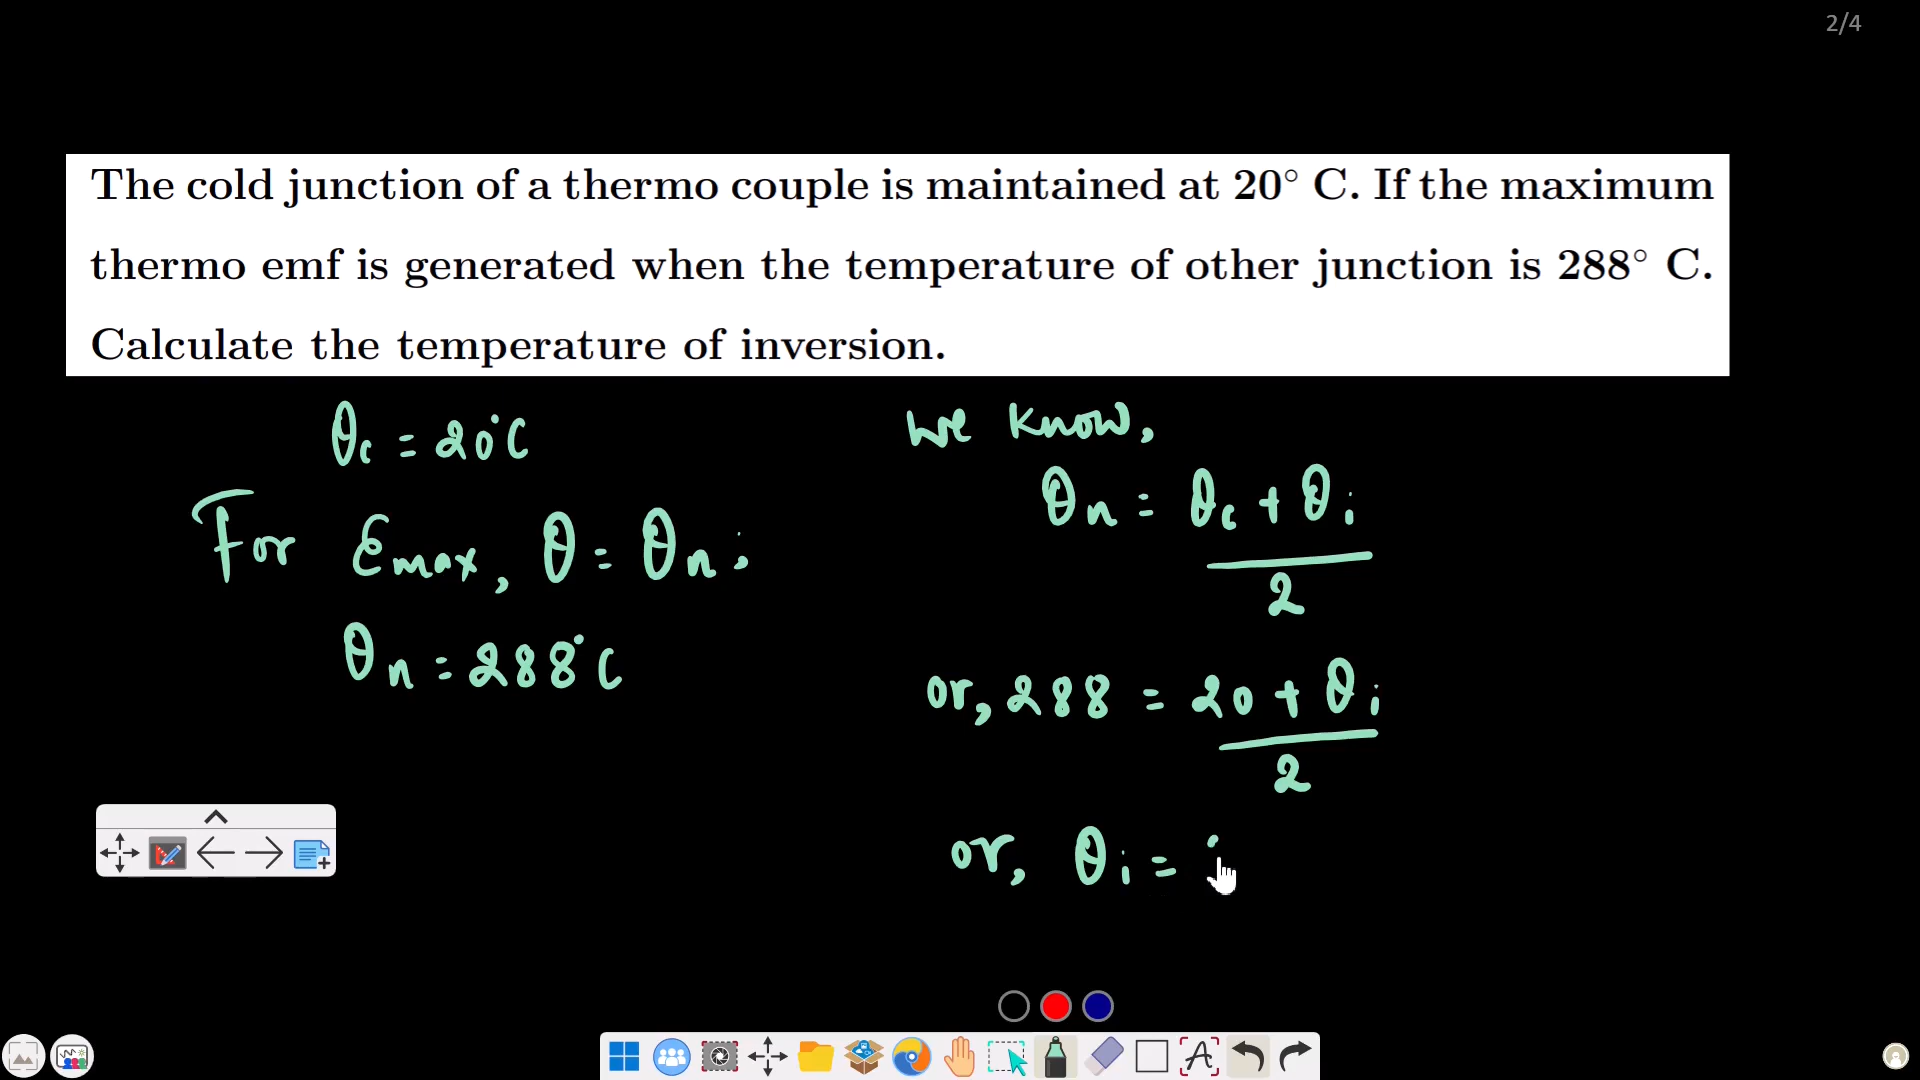 2/4
The cold junction of a thermo couple is maintained at 20° C. If the maximum
thermo emf is generated when the temperature of other junction is 288° C.
Calculate the temperature of inversion.
θc = 20°C
For Emax, θ = θn;
θn = 288°C
We know,
θn = θc + θi
2
or, 288 = 20 + θi
2
or, θi =